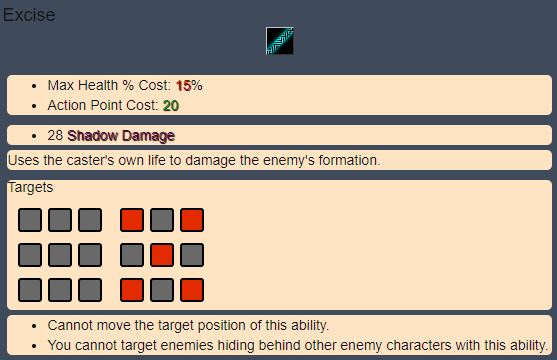 Excise
Max Health % Cost: 15%
Action Point Cost: 20
28 Shadow Damage
Uses the caster's own life to damage the enemy's formation.
Targets
Cannot move the target position of this ability.
You cannot target enemies hiding behind other enemy characters with this ability.